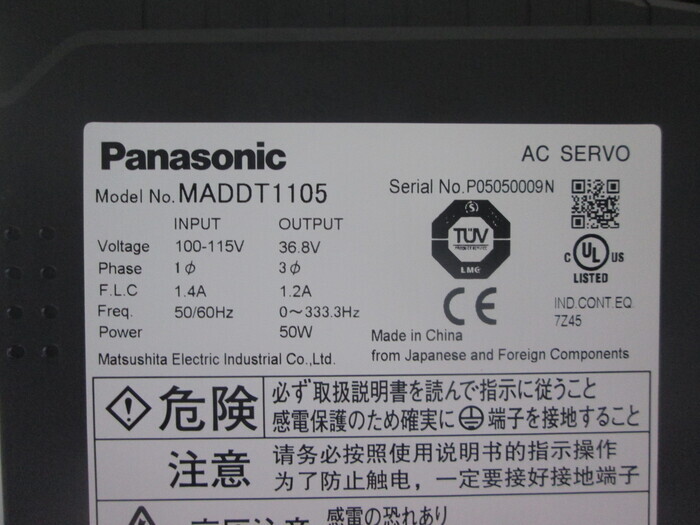 Panasonic
AC SERVO
Model No. MADDT1105
Serial No. P05050009N
INPUT OUTPUT
Voltage 100-115V 36.8V
Phase 1ϕ 3ϕ
F.L.C 1.4A 1.2A
Freq. 50/60Hz 0～333.3Hz
Power 50W
S
TÜV
LMG
C UL US
LISTED
CE
IND.CONT.EQ.
7Z45
Made in China
from Japanese and Foreign Components
Matsushita Electric Industrial Co.,Ltd.
危険
必ず取扱説明書を読んで指示に従うこと
感電保護のため確実に端子を接地すること
注意
请务必按照使用说明书的指示操作
为了防止触电，一定要接好接地端子
感電の恐れあり